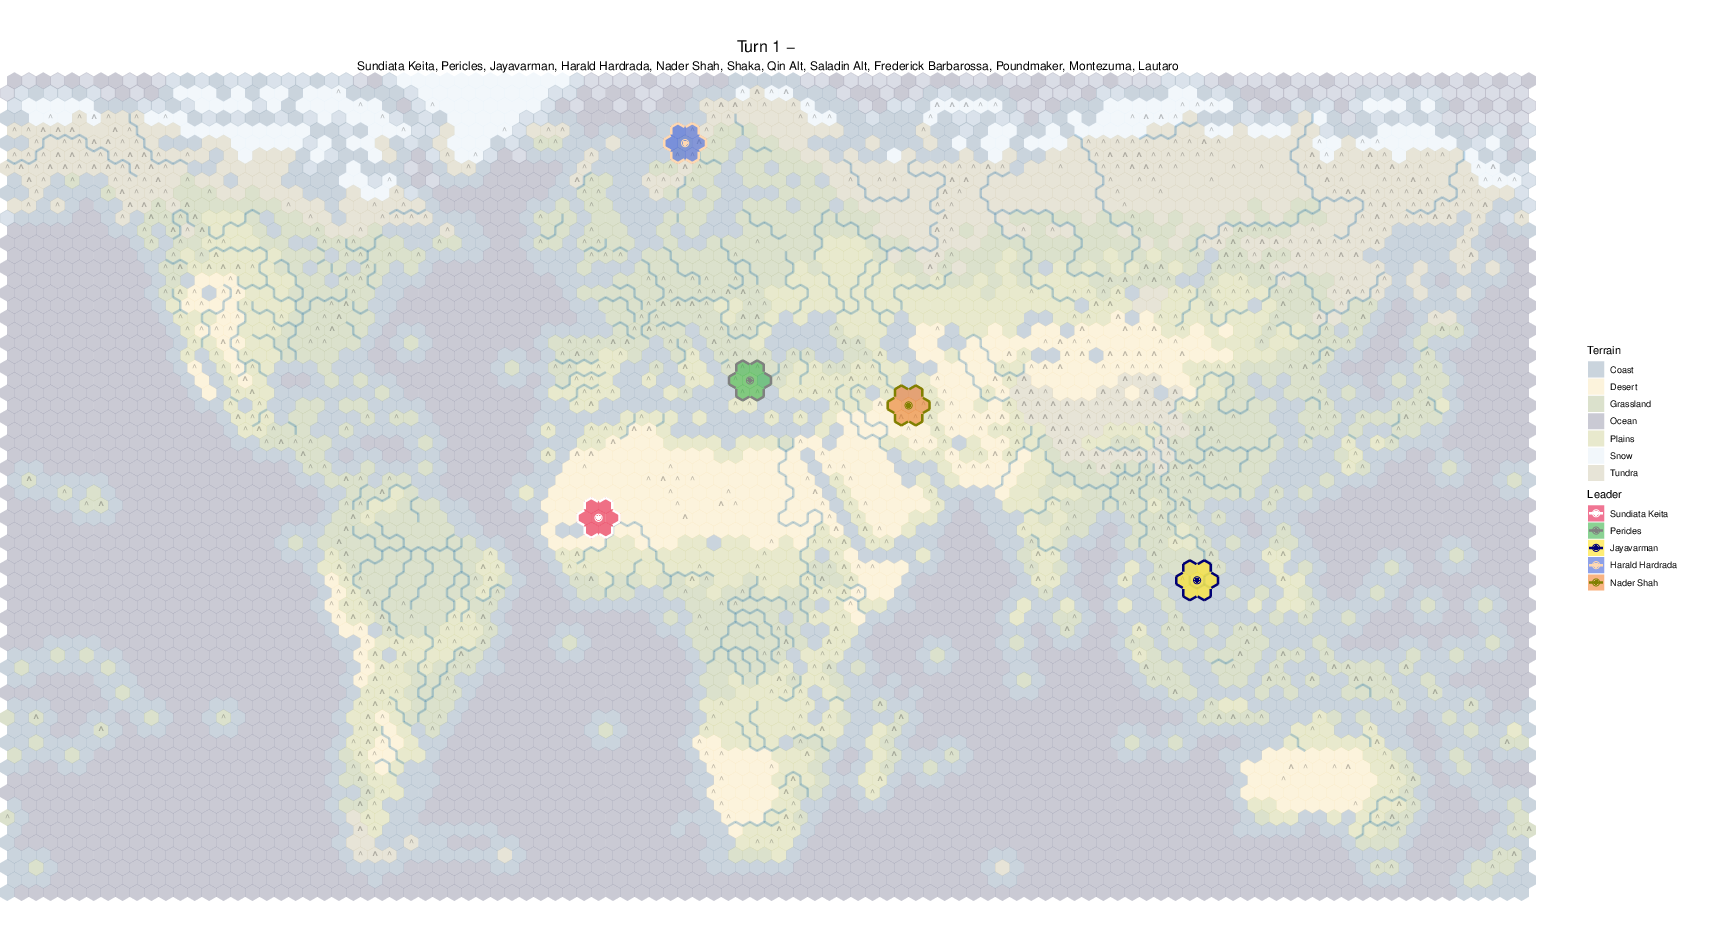 Turn 1 –
Sundiata Keita, Pericles, Jayavarman, Harald Hardrada, Nader Shah, Shaka, Qin Alt, Saladin Alt, Frederick Barbarossa, Poundmaker, Montezuma, Lautaro
Terrain
Coast
Desert
Grassland
Ocean
Plains
Snow
Tundra
Leader
Sundiata Keita
Pericles
Jayavarman
Harald Hardrada
Nader Shah